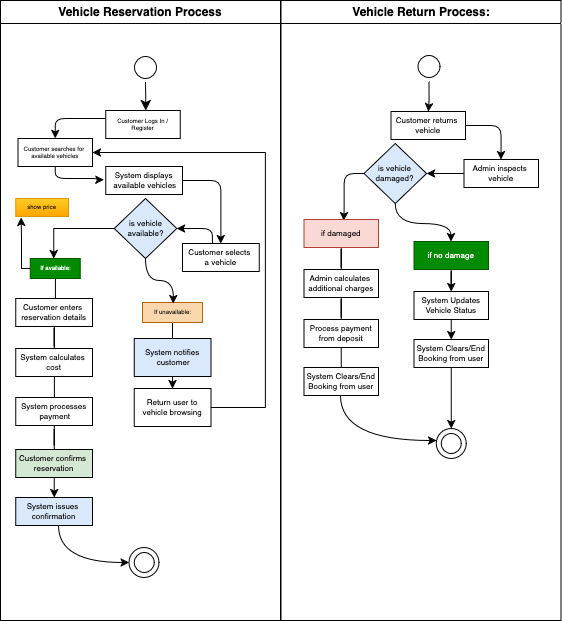 Vehicle Reservation Process
Customer Logs In /
Register
Customer searches for
available vehicles
System displays
available vehicles
show price
is vehicle
available?
Customer selects
a vehicle
If available:
Customer enters
reservation details
If unavailable:
System calculates
cost
System notifies
customer
System processes
payment
Return user to
vehicle browsing
Customer confirms
reservation
System issues
confirmation
Vehicle Return Process:
Customer returns
vehicle
is vehicle
damaged?
Admin inspects
vehicle
if damaged
if no damage
Admin calculates
additional charges
System Updates
Vehicle Status
Process payment
from deposit
System Clears/End
Booking from user
System Clears/End
Booking from user